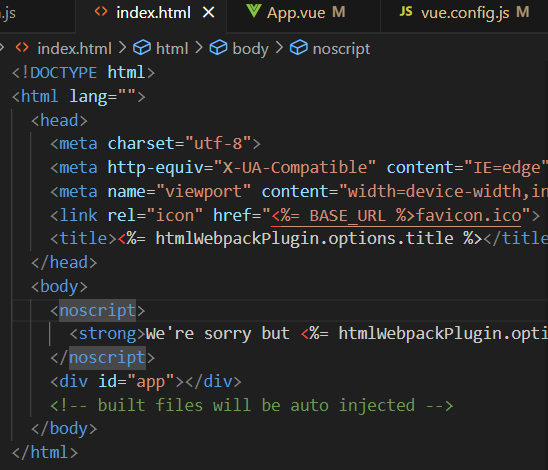 .js
index.html
App.vue M
JS vue.config.js M
index.html > html > body > noscript
<!DOCTYPE html>
<html lang="">
<head>
<meta charset="utf-8">
<meta http-equiv="X-UA-Compatible" content="IE=edge"
<meta name="viewport" content="width=device-width,in
<link rel="icon" href="<%= BASE_URL %>favicon.ico">
<title><%= htmlWebpackPlugin.options.title %></title
</head>
<body>
<noscript>
<strong>We're sorry but <%= htmlWebpackPlugin.opti
</noscript>
<div id="app"></div>
<!-- built files will be auto injected -->
</body>
</html>